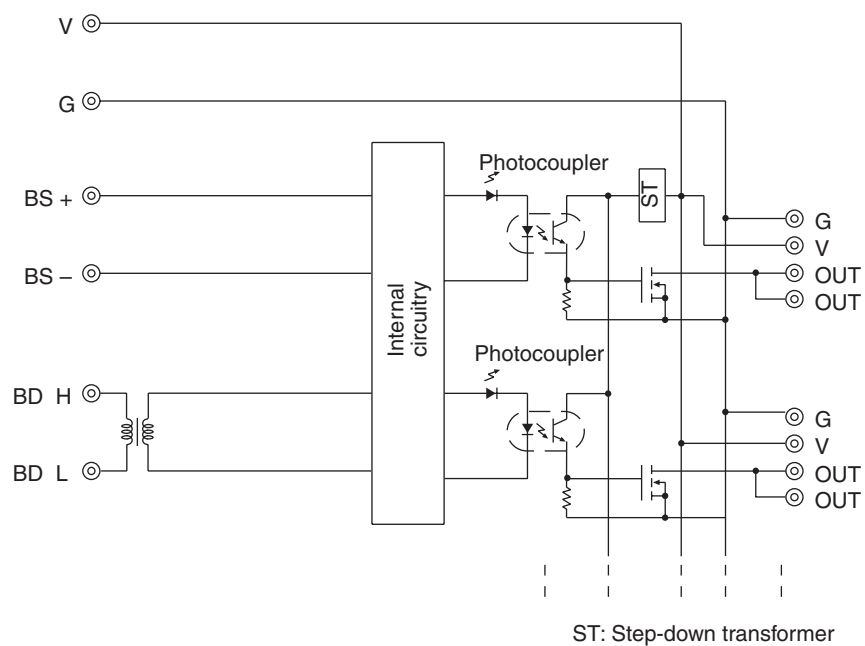 V
G
Photocoupler
BS +
ST
G
V
BS –
OUT
OUT
Internal
circuitry
Photocoupler
BD H
G
V
BD L
OUT
OUT
ST: Step-down transformer